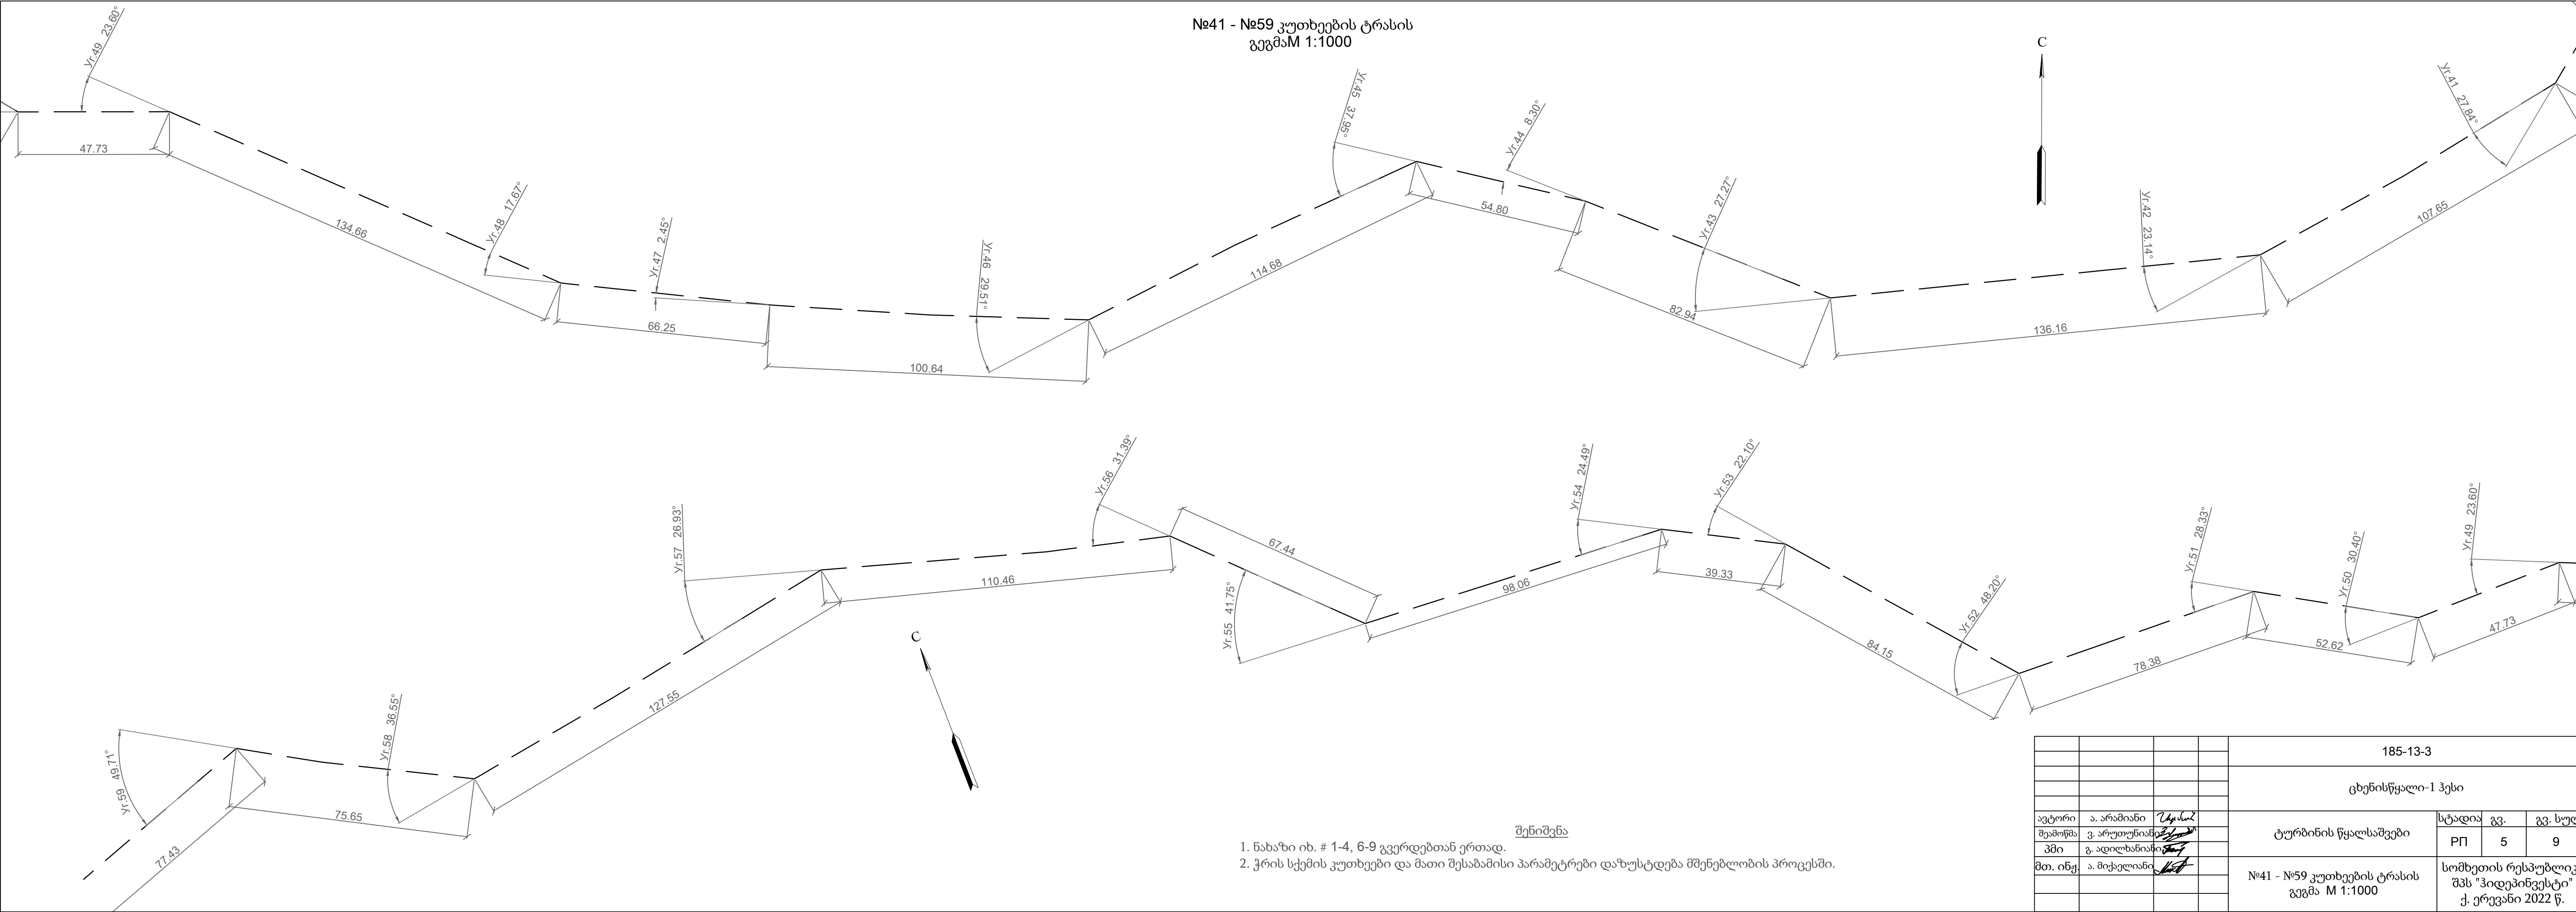 №41 - №59 კუთხეების ტრასის
გეგმაM 1:1000
Уг.49 23.60°
47.73
134.66
Уг.48 17.67°
Уг.47 2.45°
66.25
100.64
Уг.46 29.51°
114.68
Уг.45 37.95°
54.80
Уг.44 8.30°
82.94
Уг.43 27.27°
С
136.16
Уг.42 23.14°
107.65
Уг.41 27.84°
Уг.59 49.71°
77.43
75.65
Уг.58 36.55°
127.55
Уг.57 26.93°
110.46
Уг.56 31.39°
С
67.44
Уг.55 41.75°
98.06
Уг.54 24.49°
39.33
Уг.53 22.10°
84.15
Уг.52 48.20°
78.38
Уг.51 28.33°
52.62
Уг.50 30.40°
47.73
Уг.49 23.60°
შენიშვნა
1. ნახაზი იხ. # 1-4, 6-9 გვერდებთან ერთად.
2. ჭრის სქემის კუთხეები და მათი შესაბამისი პარამეტრები დაზუსტდება მშენებლობის პროცესში.
185-13-3
ცხენისწყალი-1 ჰესი
ავტორი ა. არამიანი
შეამოწმა ვ. არუთუნიანი
პმი გ. ადილხანიანი
მთ. ინჟ. ა. მიქაელიანი
ტურბინის წყალსაშვები
სტადია გვ. გვ. სულ
РП 5 9
№41 - №59 კუთხეების ტრასის
გეგმა M 1:1000
სომხეთის რესპუბლიკ
შპს "ჰიდეპინვესტი"
ქ. ერევანი 2022 წ.